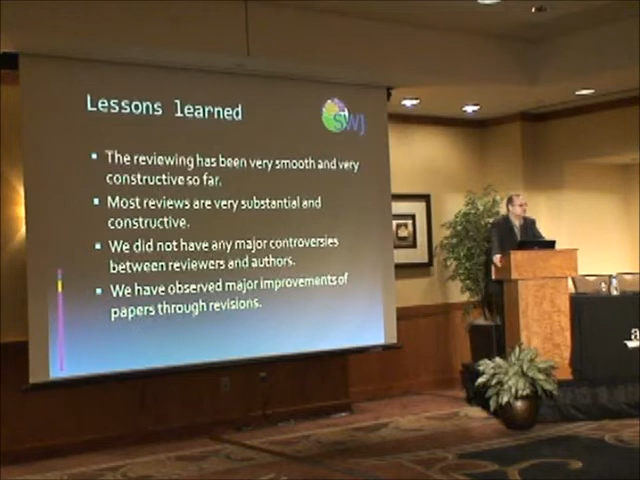 Lessons learned
SWJ
The reviewing has been very smooth and very
constructive so far.
Most reviews are very substantial and
constructive.
We did not have any major controversies
between reviewers and authors.
We have observed major improvements of
papers through revisions.
a